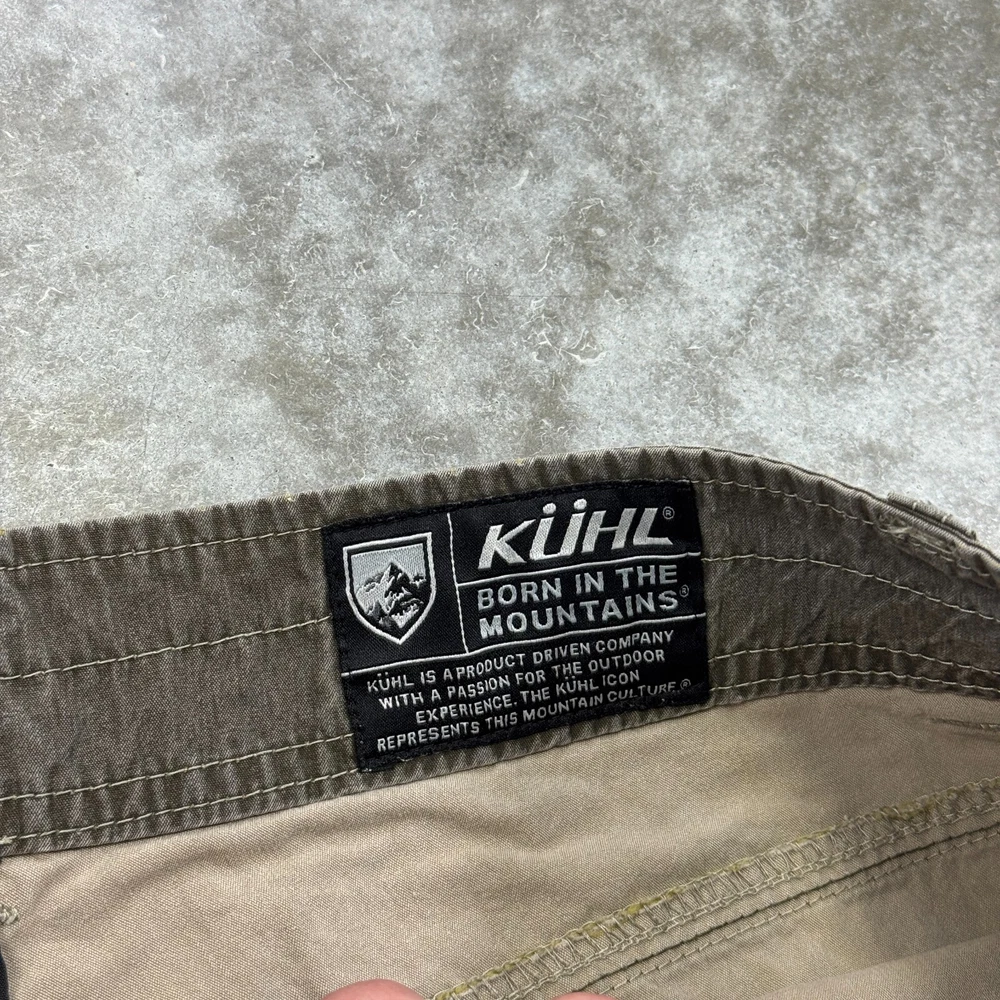 KÜHL®
BORN IN THE
MOUNTAINS®
KÜHL IS A PRODUCT DRIVEN COMPANY
WITH A PASSION FOR THE OUTDOOR
EXPERIENCE. THE KÜHL ICON
REPRESENTS THIS MOUNTAIN CULTURE.®